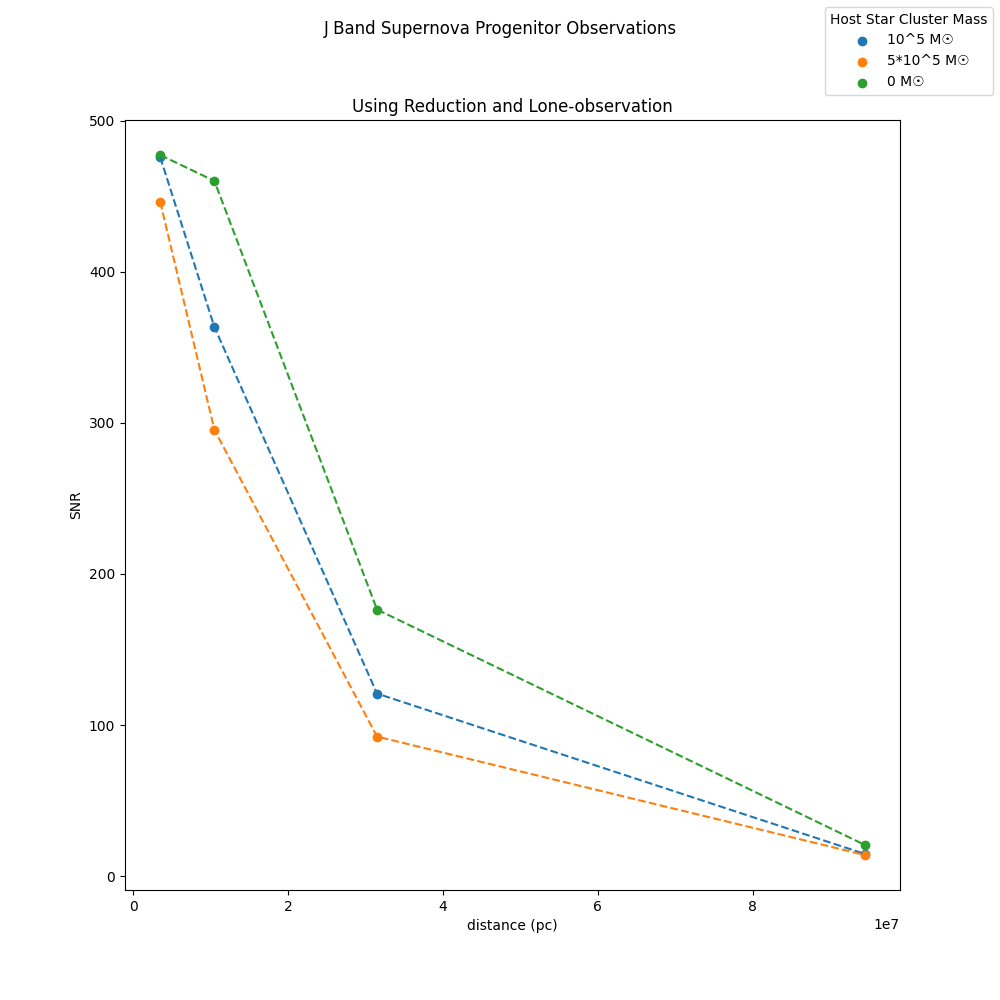 J Band Supernova Progenitor Observations
Host Star Cluster Mass
10^5 M☉
5*10^5 M☉
0 M☉
Using Reduction and Lone-observation
500
400
300
200
100
0
SNR
0 2 4 6 8
1e7
distance (pc)